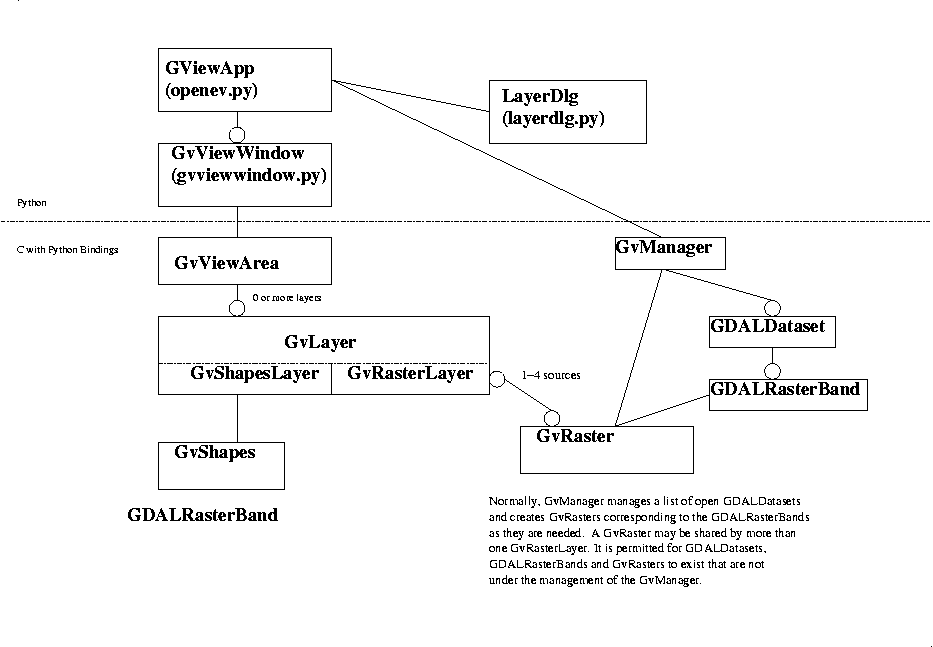 GViewApp
(openev.py)
LayerDlg
(layerdlg.py)
GvViewWindow
(gvviewwindow.py)
Python
C with Python Bindings
GvViewArea
GvManager
0 or more layers
GDALDataset
GvLayer
GvShapesLayer
GvRasterLayer
1–4 sources
GDALRasterBand
GvRaster
GvShapes
GDALRasterBand
Normally, GvManager manages a list of open GDALDatasets
and creates GvRasters corresponding to the GDALRasterBands
as they are needed. A GvRaster may be shared by more than
one GvRasterLayer. It is permitted for GDALDatasets,
GDALRasterBands and GvRasters to exist that are not
under the management of the GvManager.